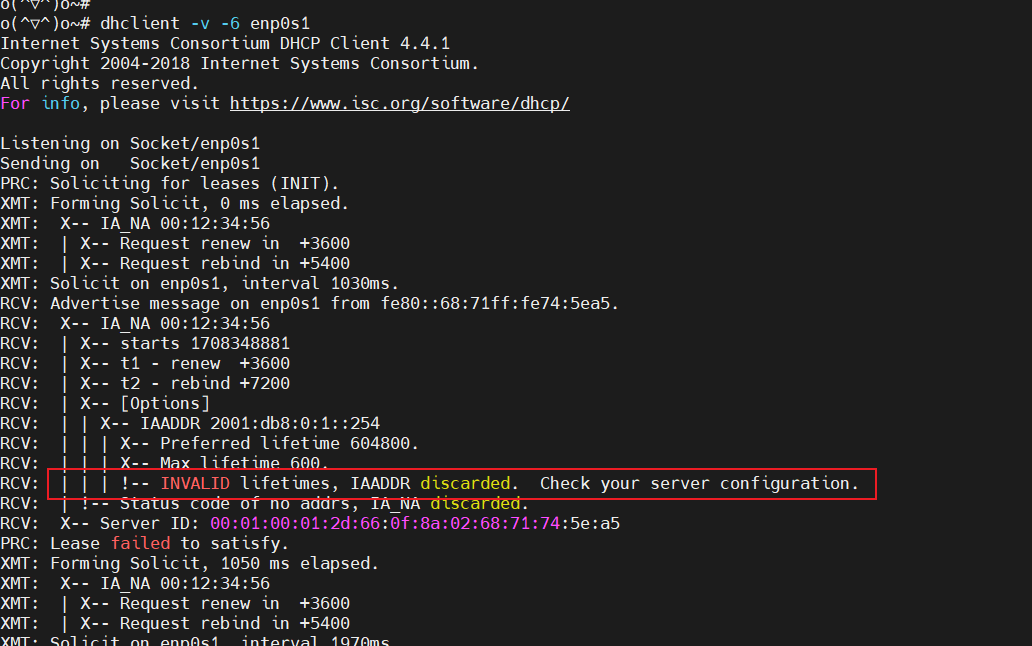 o(^▽^)o~#
o(^▽^)o~# dhclient -v -6 enp0s1
Internet Systems Consortium DHCP Client 4.4.1
Copyright 2004-2018 Internet Systems Consortium.
All rights reserved.
For info, please visit https://www.isc.org/software/dhcp/
Listening on Socket/enp0s1
Sending on   Socket/enp0s1
PRC: Soliciting for leases (INIT).
XMT: Forming Solicit, 0 ms elapsed.
XMT:  X-- IA_NA 00:12:34:56
XMT:  | X-- Request renew in  +3600
XMT:  | X-- Request rebind in +5400
XMT: Solicit on enp0s1, interval 1030ms.
RCV: Advertise message on enp0s1 from fe80::68:71ff:fe74:5ea5.
RCV:  X-- IA_NA 00:12:34:56
RCV:  | X-- starts 1708348881
RCV:  | X-- t1 - renew  +3600
RCV:  | X-- t2 - rebind +7200
RCV:  | X-- [Options]
RCV:  | | X-- IAADDR 2001:db8:0:1::254
RCV:  | | | X-- Preferred lifetime 604800.
RCV:  | | | X-- Max lifetime 600.
RCV:  | | | !-- INVALID lifetimes, IAADDR discarded.  Check your server configuration.
RCV:  | !-- Status code of no addrs, IA_NA discarded.
RCV:  X-- Server ID: 00:01:00:01:2d:66:0f:8a:02:68:71:74:5e:a5
PRC: Lease failed to satisfy.
XMT: Forming Solicit, 1050 ms elapsed.
XMT:  X-- IA_NA 00:12:34:56
XMT:  | X-- Request renew in  +3600
XMT:  | X-- Request rebind in +5400
XMT: Solicit on enp0s1, interval 1970ms.